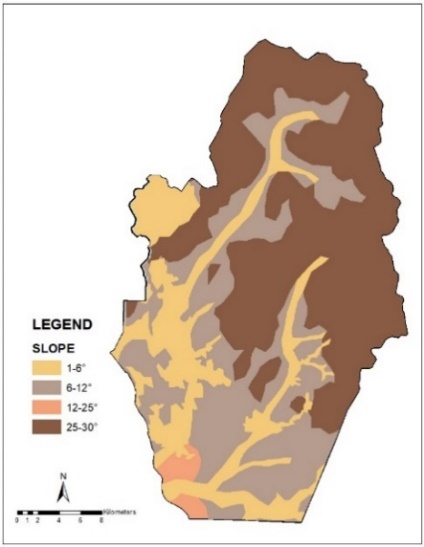 LEGEND
SLOPE
1-6°
6-12°
12-25°
25-30°
N
0 1 2 4 6 8 Kilometers